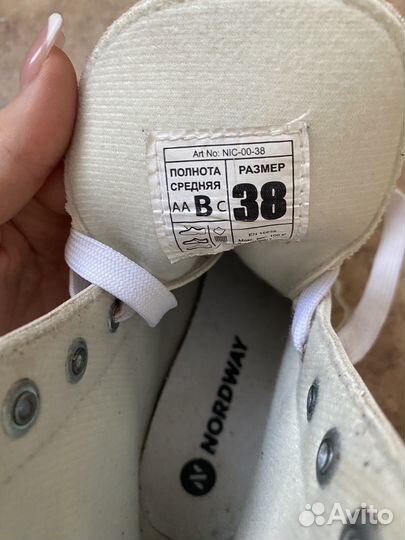 Art No: NIC-00-38
ПОЛНОТА
СРЕДНЯЯ
AA B C
РАЗМЕР
38
NORDWAY
Avito